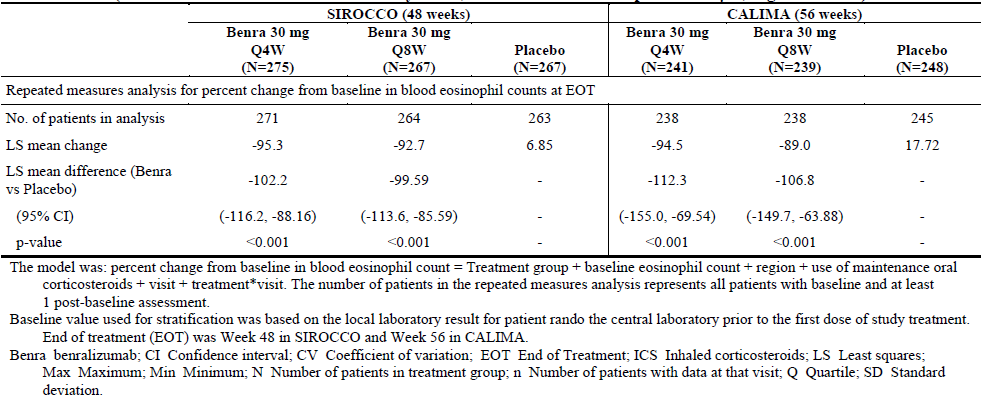 SIROCCO (48 weeks) CALIMA (56 weeks)
Benra 30 mg Q4W (N=275) Benra 30 mg Q8W (N=267) Placebo (N=267) Benra 30 mg Q4W (N=241) Benra 30 mg Q8W (N=239) Placebo (N=248)
Repeated measures analysis for percent change from baseline in blood eosinophil counts at EOT
No. of patients in analysis 271 264 263 238 238 245
LS mean change -95.3 -92.7 6.85 -94.5 -89.0 17.72
LS mean difference (Benra vs Placebo) -102.2 -99.59 - -112.3 -106.8 -
(95% CI) (-116.2, -88.16) (-113.6, -85.59) - (-155.0, -69.54) (-149.7, -63.88) -
p-value <0.001 <0.001 - <0.001 <0.001 -
The model was: percent change from baseline in blood eosinophil count = Treatment group + baseline eosinophil count + region + use of maintenance oral
corticosteroids + visit + treatment*visit. The number of patients in the repeated measures analysis represents all patients with baseline and at least
1 post-baseline assessment.
Baseline value used for stratification was based on the local laboratory result for patient rando the central laboratory prior to the first dose of study treatment.
End of treatment (EOT) was Week 48 in SIROCCO and Week 56 in CALIMA.
Benra benralizumab; CI Confidence interval; CV Coefficient of variation; EOT End of Treatment; ICS Inhaled corticosteroids; LS Least squares;
Max Maximum; Min Minimum; N Number of patients in treatment group; n Number of patients with data at that visit; Q Quartile; SD Standard
deviation.